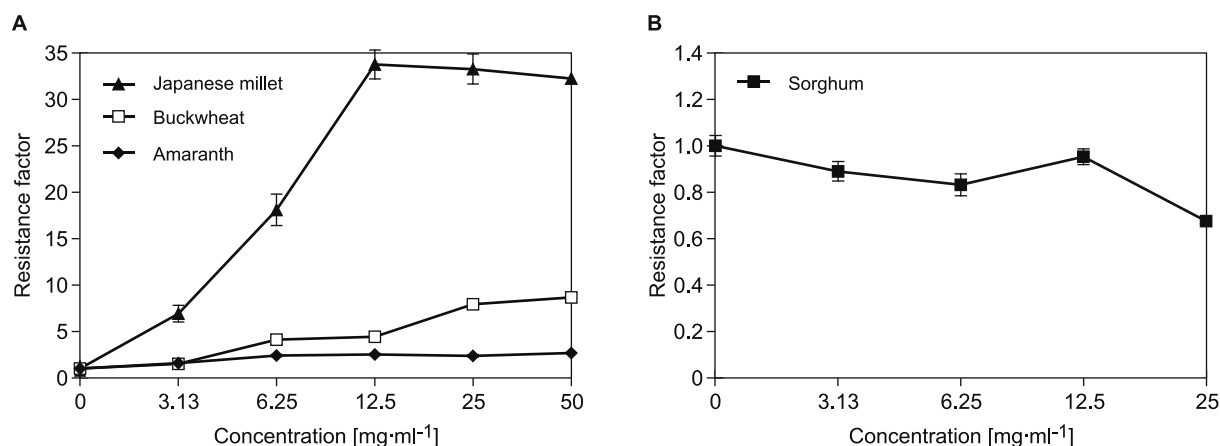 A
Resistance factor
35
30
25
20
15
10
5
0
Japanese millet
Buckwheat
Amaranth
0 3.13 6.25 12.5 25 50
Concentration [mg·ml⁻¹]
B
Resistance factor
1.4
1.2
1.0
0.8
0.6
0.4
0.2
0
Sorghum
0 3.13 6.25 12.5 25
Concentration [mg·ml⁻¹]